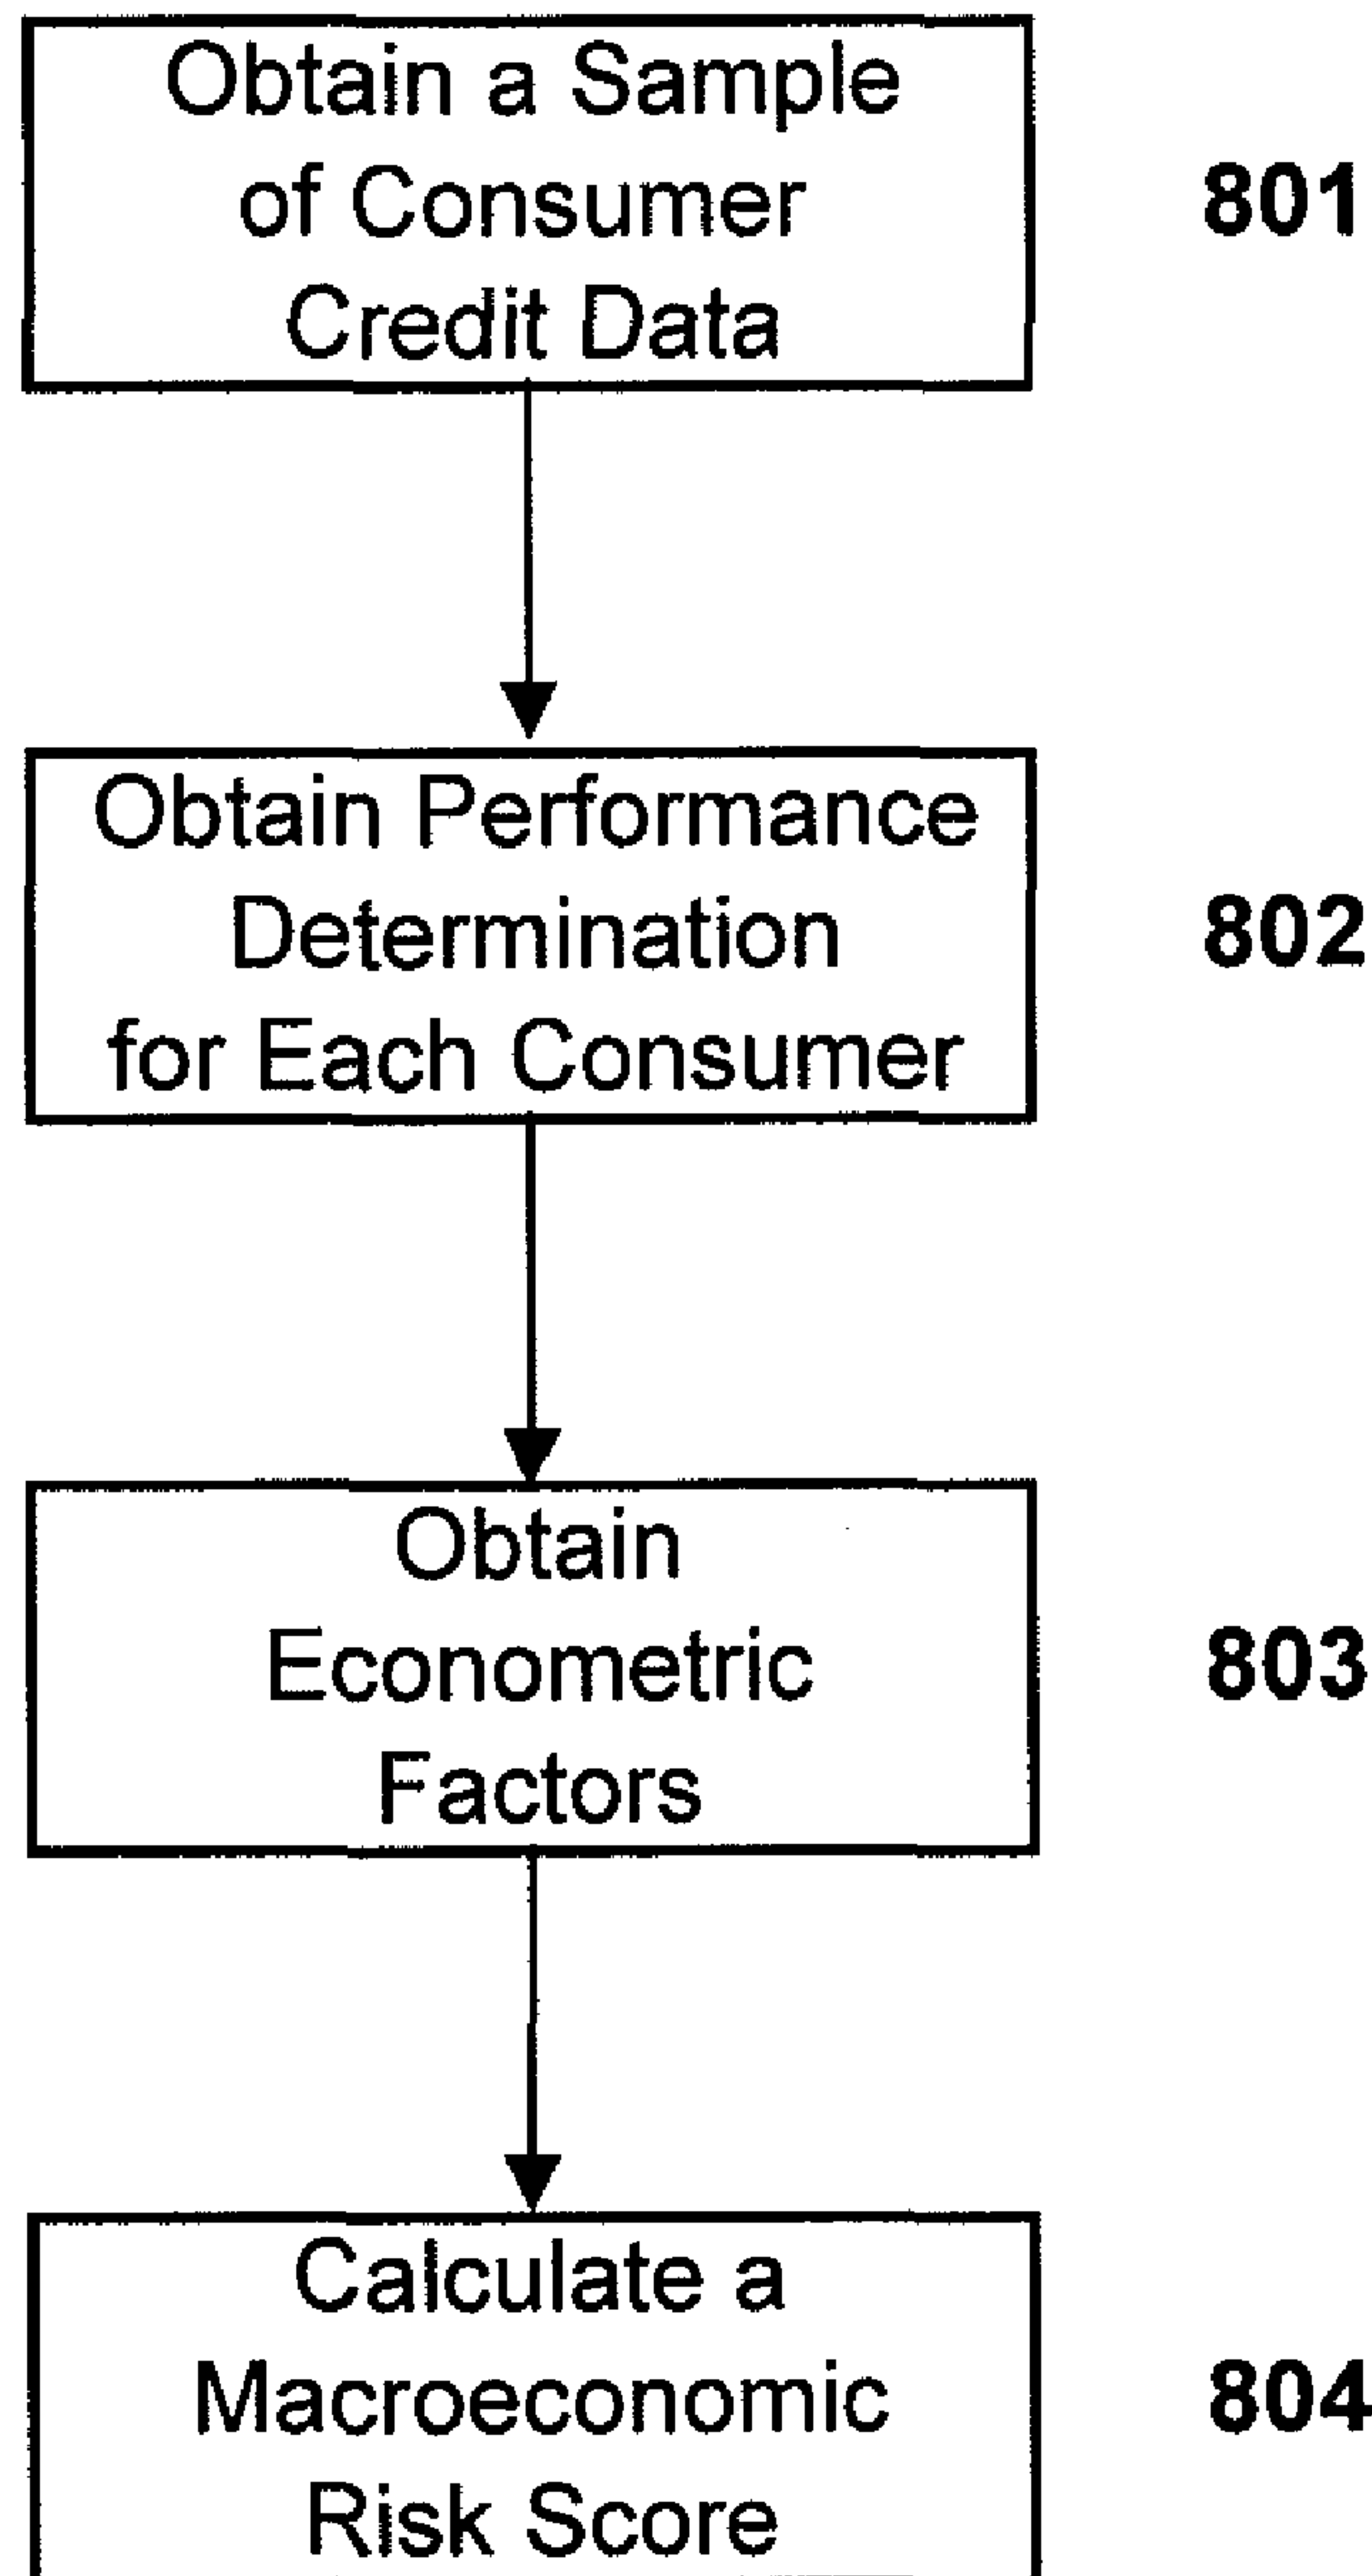 Obtain a Sample
of Consumer
Credit Data
801
Obtain Performance
Determination
for Each Consumer
802
Obtain
Econometric
Factors
803
Calculate a
Macroeconomic
Risk Score
804